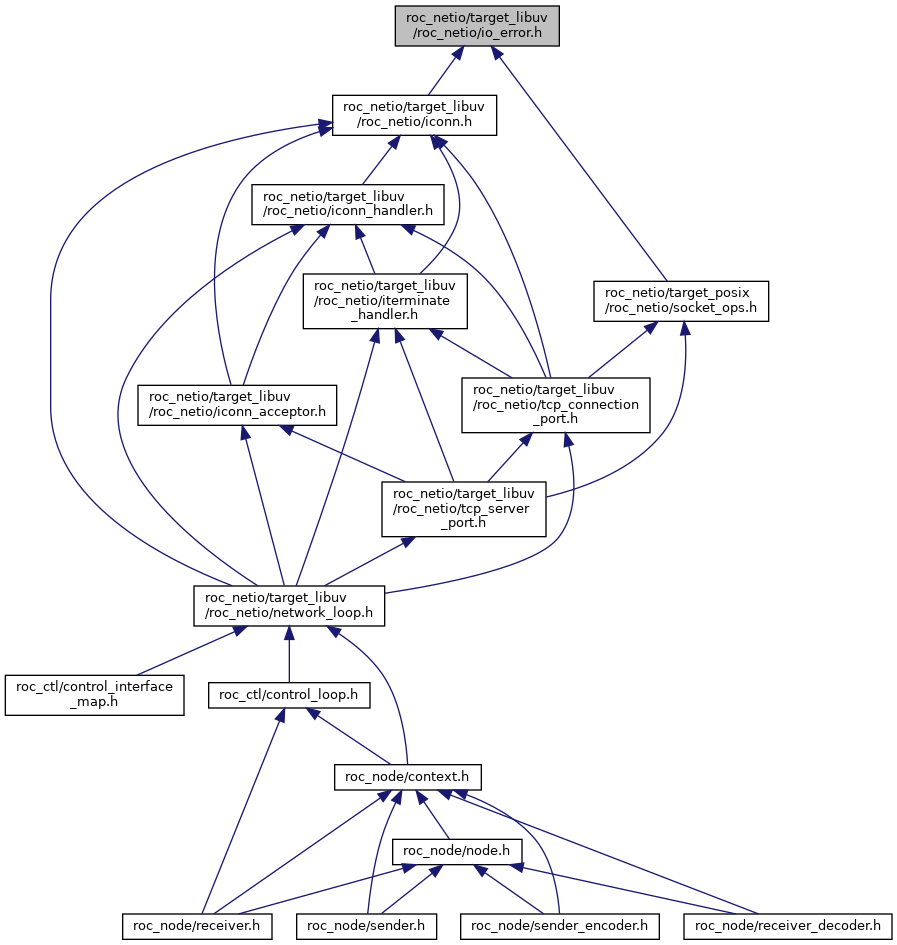 roc_netio/target_libuv
/roc_netio/io_error.h
roc_netio/target_libuv
/roc_netio/iconn.h
roc_netio/target_libuv
/roc_netio/iconn_handler.h
roc_netio/target_libuv
/roc_netio/iterminate
_handler.h
roc_netio/target_posix
/roc_netio/socket_ops.h
roc_netio/target_libuv
/roc_netio/iconn_acceptor.h
roc_netio/target_libuv
/roc_netio/tcp_connection
_port.h
roc_netio/target_libuv
/roc_netio/tcp_server
_port.h
roc_netio/target_libuv
/roc_netio/network_loop.h
roc_ctl/control_interface
_map.h
roc_ctl/control_loop.h
roc_node/context.h
roc_node/node.h
roc_node/receiver.h
roc_node/sender.h
roc_node/sender_encoder.h
roc_node/receiver_decoder.h